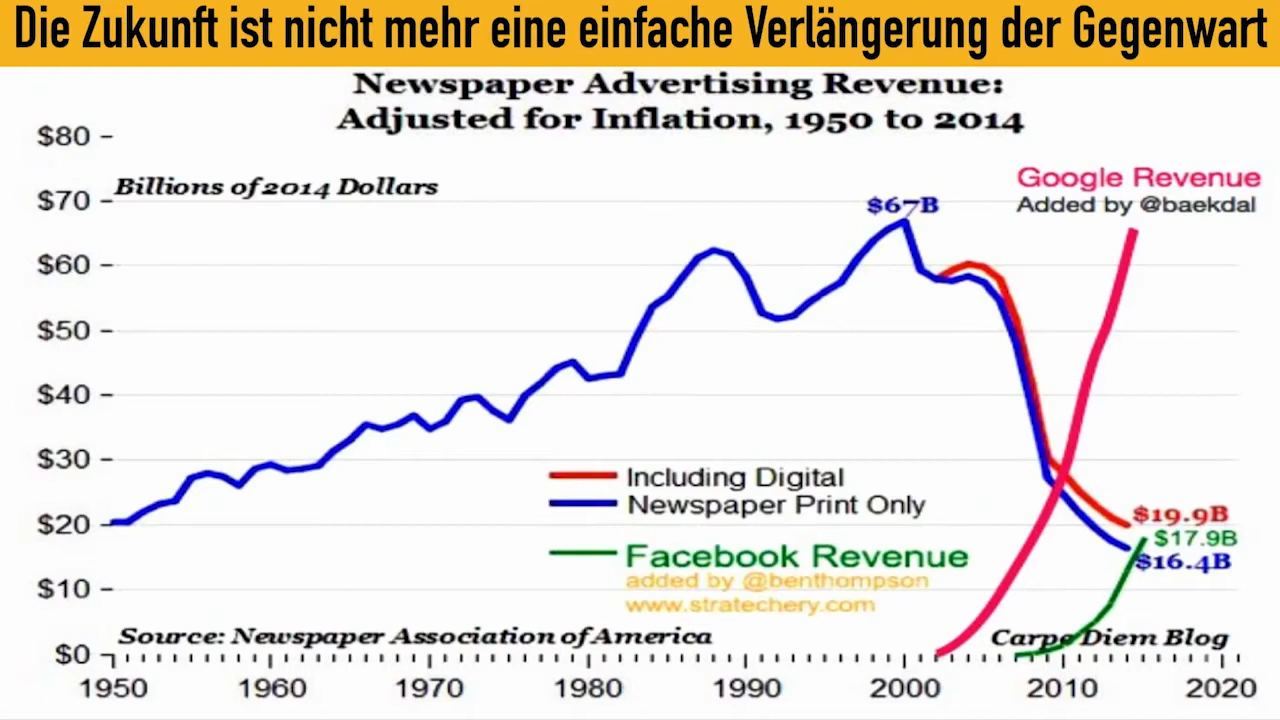 Die Zukunft ist nicht mehr eine einfache Verlängerung der Gegenwart
Newspaper Advertising Revenue:
Adjusted for Inflation, 1950 to 2014
$80
Billions of 2014 Dollars
$70
$67B
Google Revenue
Added by @baekdal
$60
$50
$40
$30
Including Digital
Newspaper Print Only
$20
$19.9B
$17.9B
$16.4B
Facebook Revenue
added by @benthompson
www.stratechery.com
$10
Source: Newspaper Association of America
Carpe Diem Blog
$0
1950 1960 1970 1980 1990 2000 2010 2020